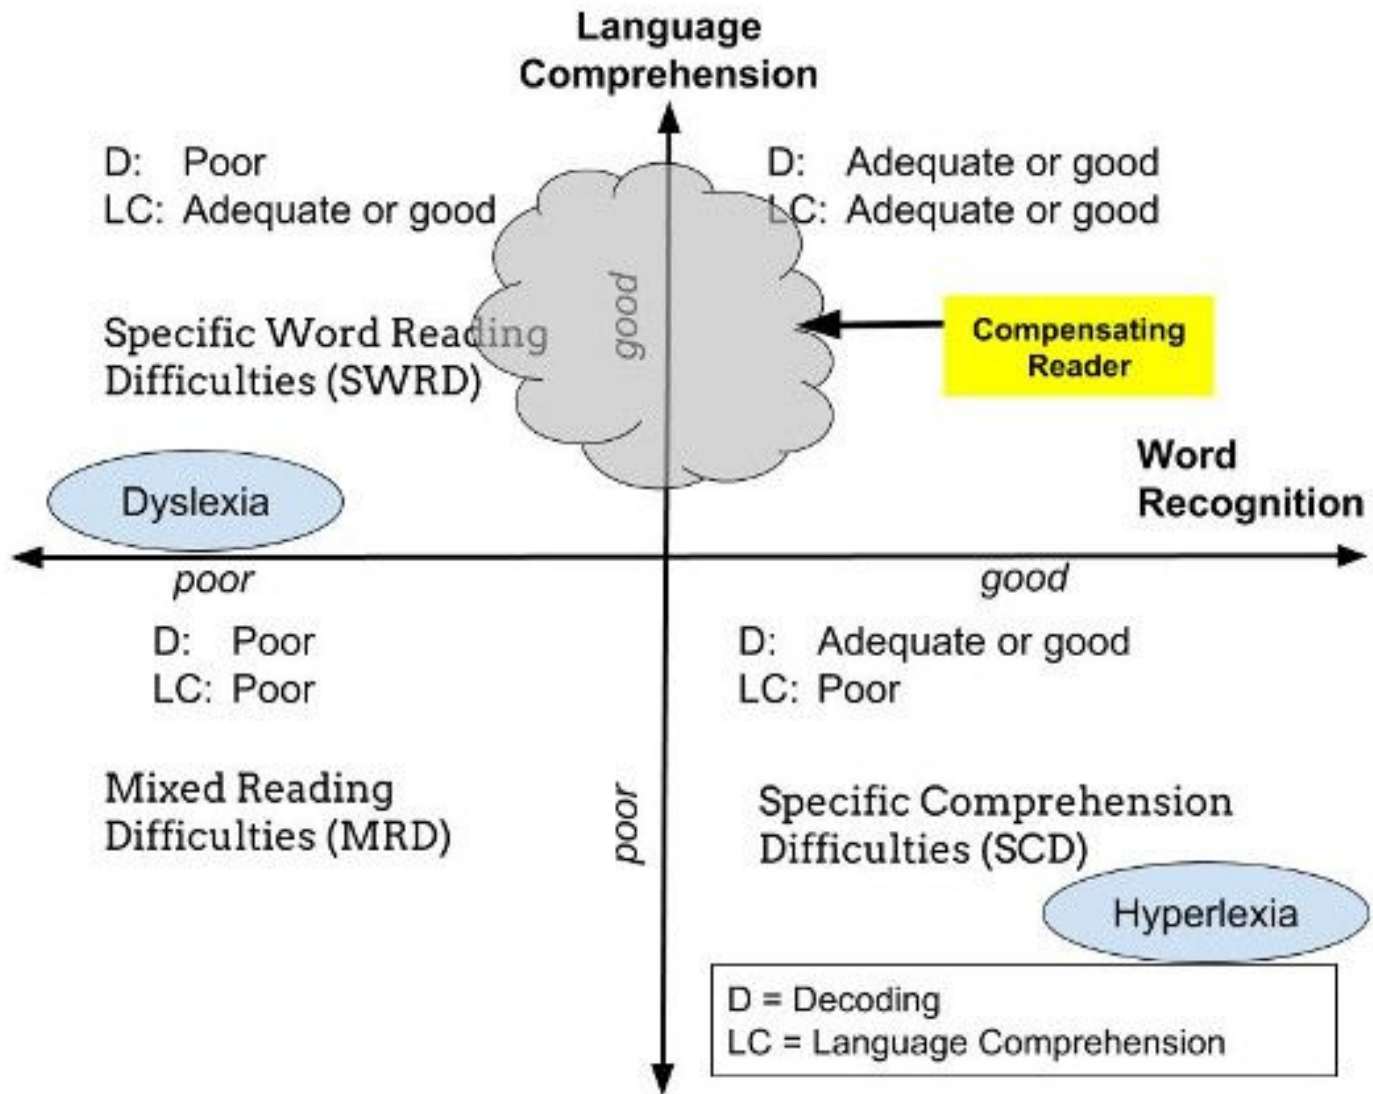 Language
Comprehension
D: Poor
LC: Adequate or good
D: Adequate or good
LC: Adequate or good
good
Specific Word Reading
Difficulties (SWRD)
Compensating
Reader
Word
Recognition
Dyslexia
poor
good
D: Poor
LC: Poor
D: Adequate or good
LC: Poor
Mixed Reading
Difficulties (MRD)
poor
Specific Comprehension
Difficulties (SCD)
Hyperlexia
D = Decoding
LC = Language Comprehension